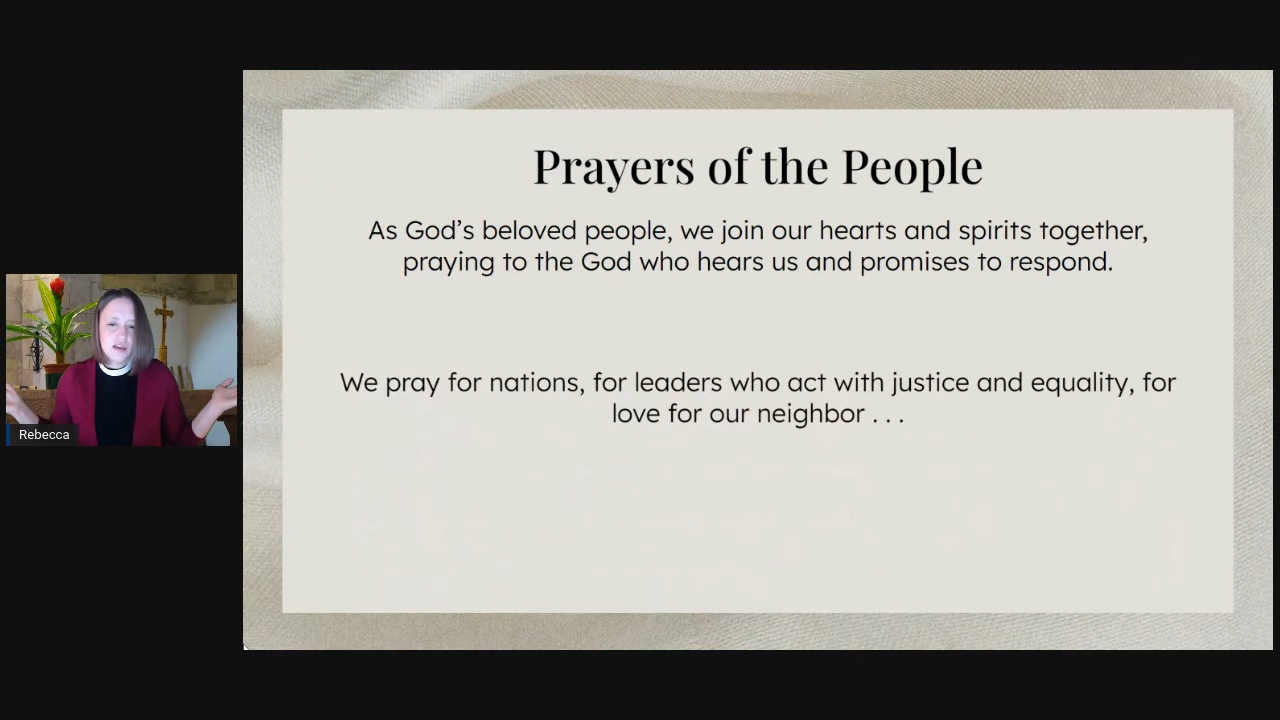 Prayers of the People
As God’s beloved people, we join our hearts and spirits together,
praying to the God who hears us and promises to respond.
We pray for nations, for leaders who act with justice and equality, for
love for our neighbor . . .
Rebecca